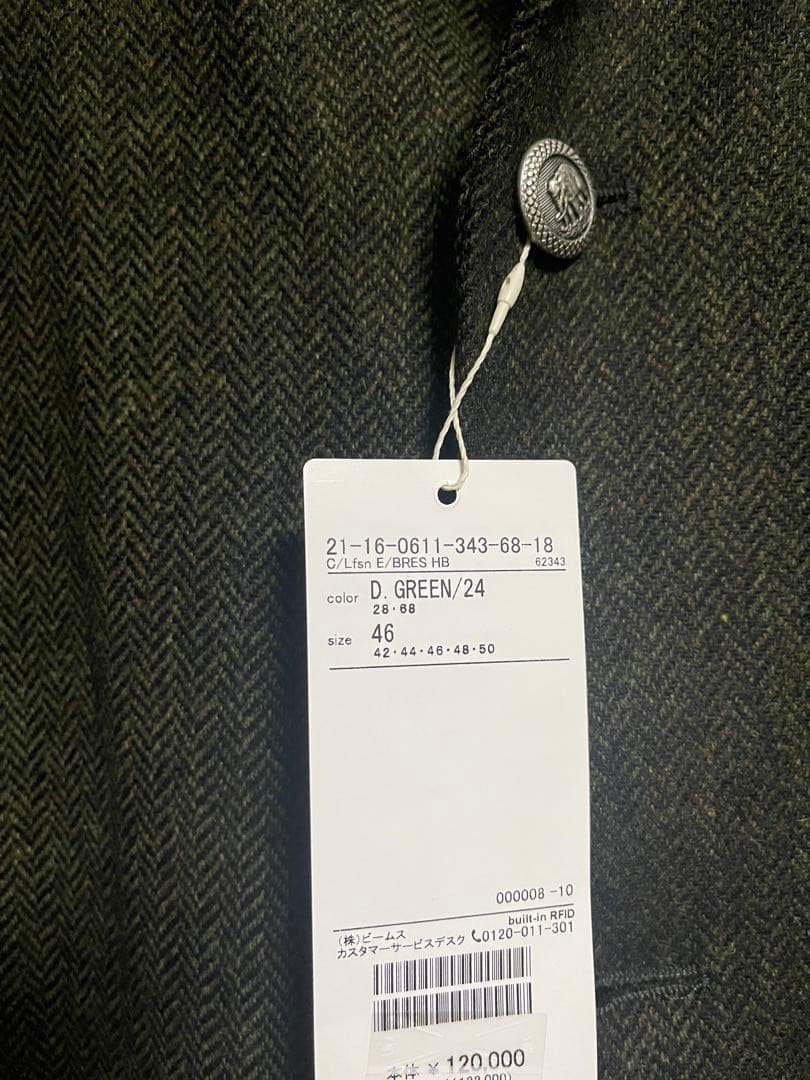 21-16-0611-343-68-18
C/Lfsn E/BRES HB 62343
color D. GREEN/24
28・68
size 46
42・44・46・48・50
000008 -10
built-in RFID
(株)ビームス
カスタマーサービスデスク 0120-011-301
本体 ¥120,000